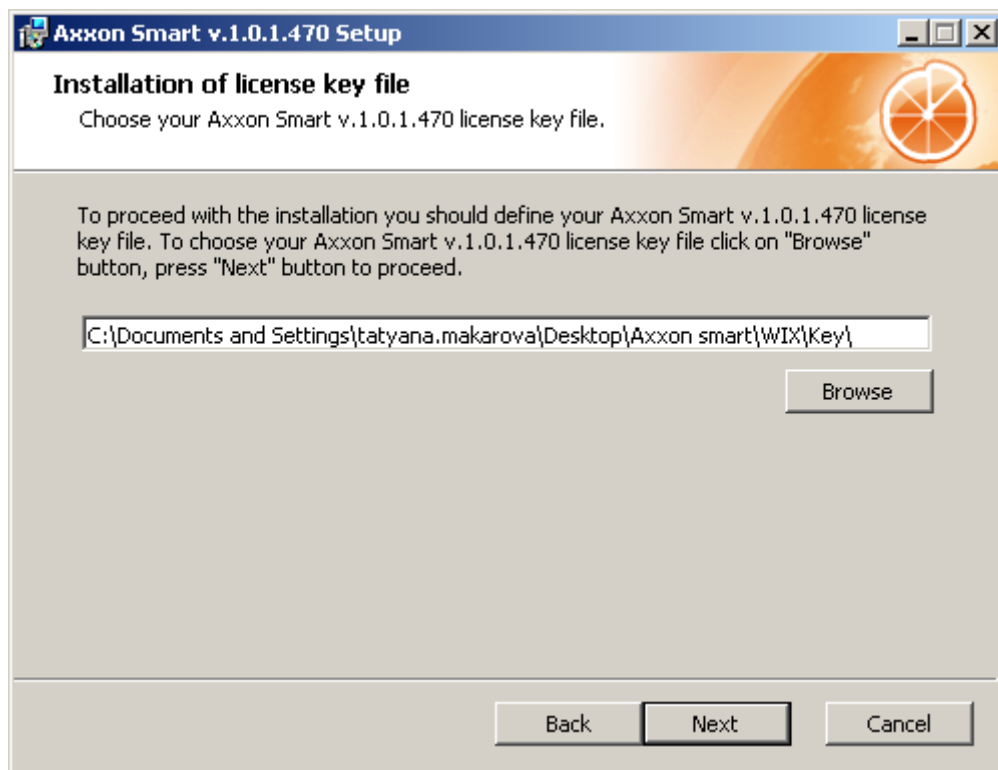 Axxon Smart v.1.0.1.470 Setup
Installation of license key file
Choose your Axxon Smart v.1.0.1.470 license key file.
To proceed with the installation you should define your Axxon Smart v.1.0.1.470 license
key file. To choose your Axxon Smart v.1.0.1.470 license key file click on "Browse"
button, press "Next" button to proceed.
C:\Documents and Settings\tatyana.makarova\Desktop\Axxon smart\WIX\Key\
Browse
Back Next Cancel